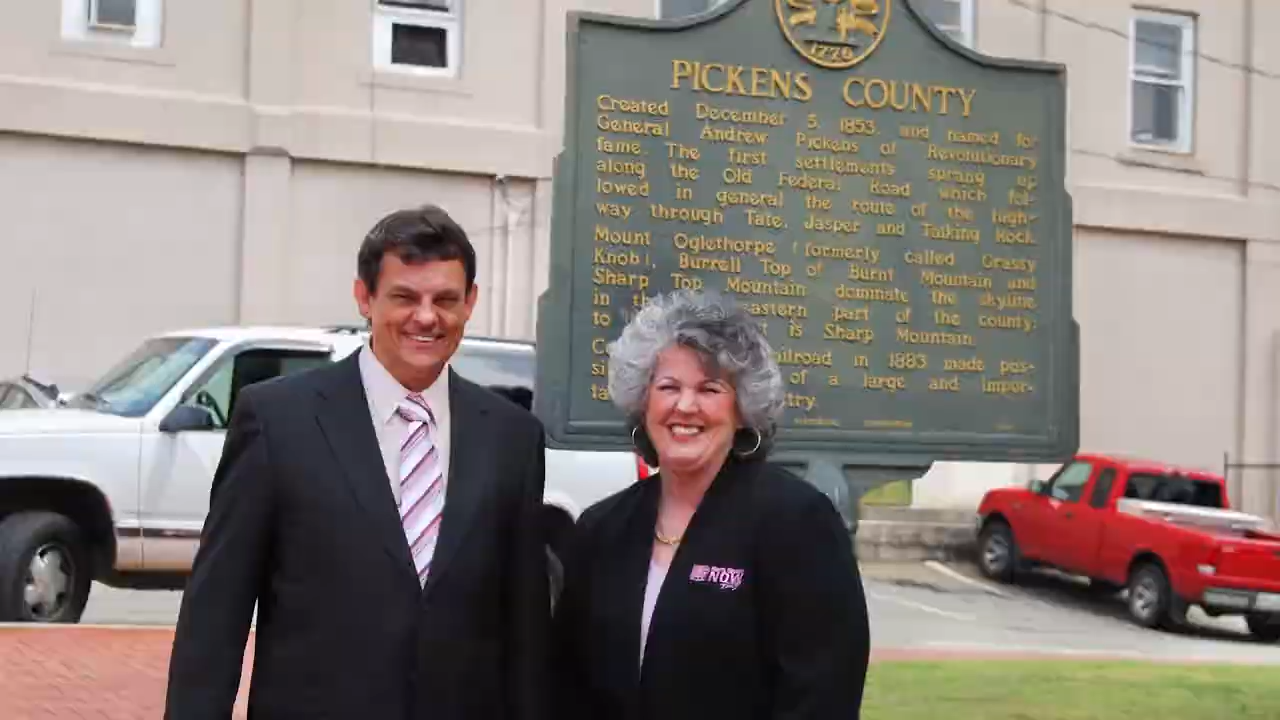 1776
PICKENS COUNTY
Created December 5, 1853, and named for
General Andrew Pickens of Revolutionary
fame. The first settlements sprang up
along the Old Federal Road which fol-
lowed in general the route of the high-
way through Tate, Jasper and Talking Rock.
Mount Oglethorpe (formerly called Grassy
Knob), Burrell Top of Burnt Mountain and
Sharp Top Mountain dominate the skyline
in eastern part of the county;
to is Sharp Mountain.
railroad in 1883 made pos-
of a large and impor-
NOW